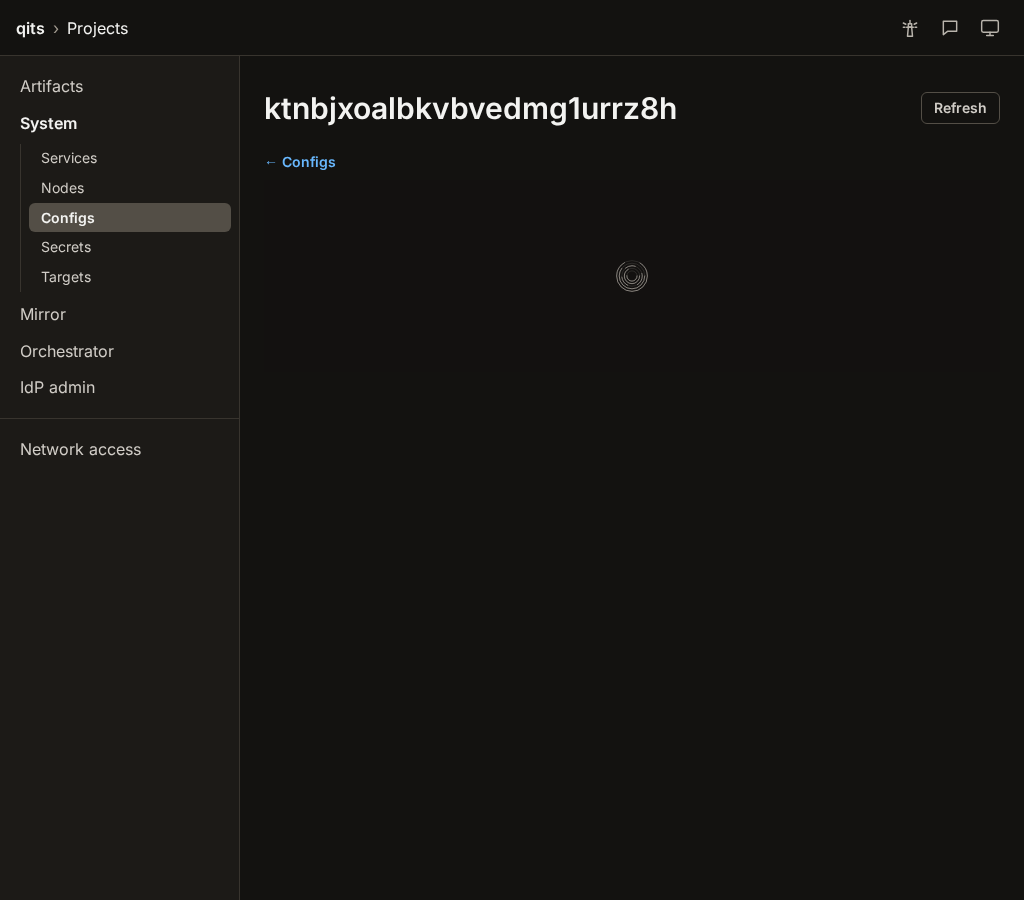 qits › Projects
Artifacts
System
Services
Nodes
Configs
Secrets
Targets
Mirror
Orchestrator
IdP admin
Network access
ktnbjxoalbkvbvedmg1urrz8h
Refresh
← Configs